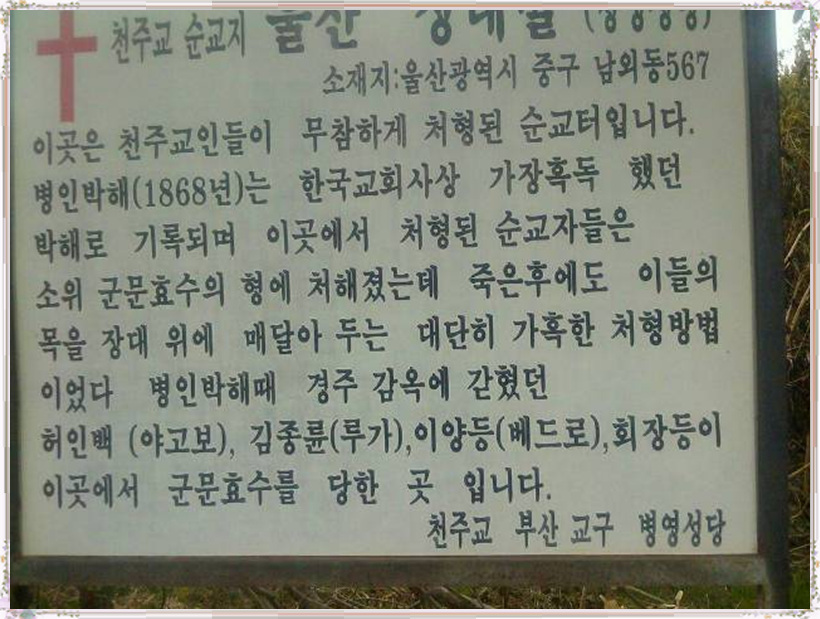 천주교 순교지 울산 장대벌
소재지:울산광역시 중구 남외동567
이곳은 천주교인들이 무참하게 처형된 순교터입니다.
병인박해(1868년)는 한국교회사상 가장혹독 했던
박해로 기록되며 이곳에서 처형된 순교자들은
소위 군문효수의 형에 처해졌는데 죽은후에도 이들의
목을 장대 위에 매달아 두는 대단히 가혹한 처형방법
이었다 병인박해때 경주 감옥에 갇혔던
허인백 (야고보), 김종륜(루가),이양등(베드로),회장등이
이곳에서 군문효수를 당한 곳 입니다.
천주교 부산 교구 병영성당